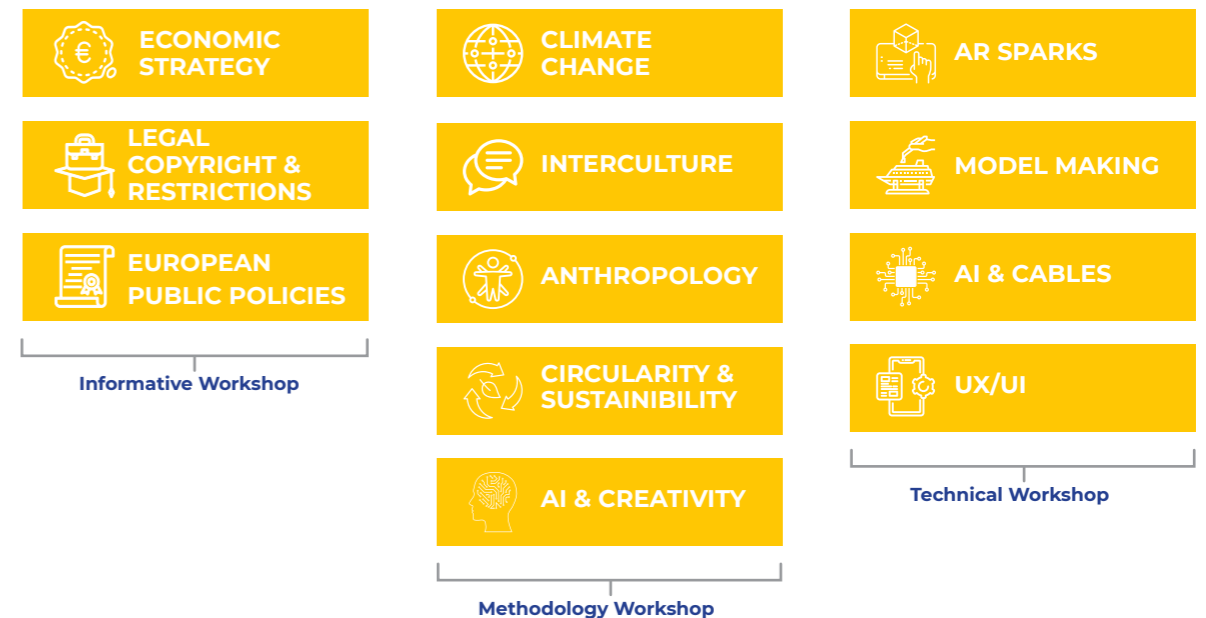 ECONOMIC
STRATEGY
LEGAL
COPYRIGHT &
RESTRICTIONS
EUROPEAN
PUBLIC POLICIES
Informative Workshop
CLIMATE
CHANGE
INTERCULTURE
ANTHROPOLOGY
CIRCULARITY &
SUSTAINIBILITY
AI & CREATIVITY
Methodology Workshop
AR SPARKS
MODEL MAKING
AI & CABLES
UX/UI
Technical Workshop